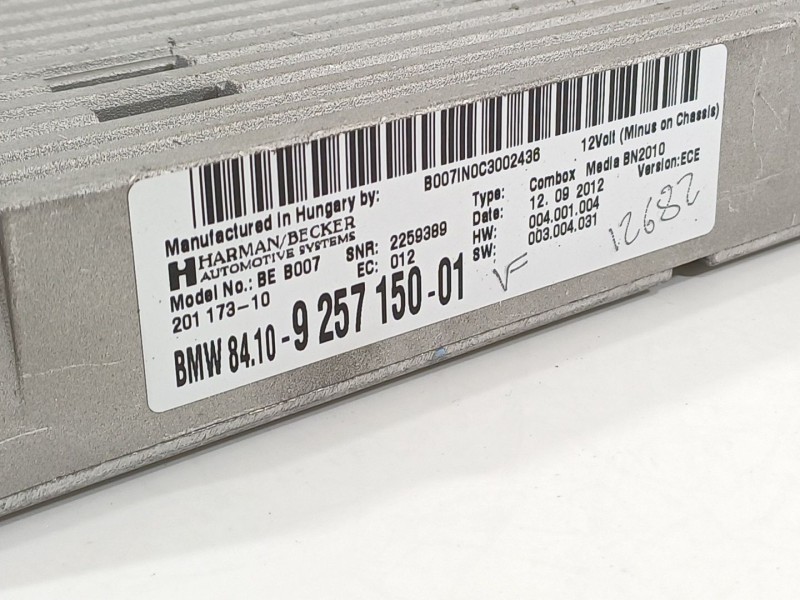 B007IN0C3002436
12Volt (Minus on Chassis)
Manufactured in Hungary by:
HARMAN/BECKER
AUTOMOTIVE SYSTEMS
Model No.: BE B007
201 173-10
SNR: 2259389
EC: 012
Type: Combox Media BN2010
Date: 12. 09 2012 Version:ECE
HW: 004.001.004
SW: 003.004.031
BMW 84.10-9 257 150-01
12682